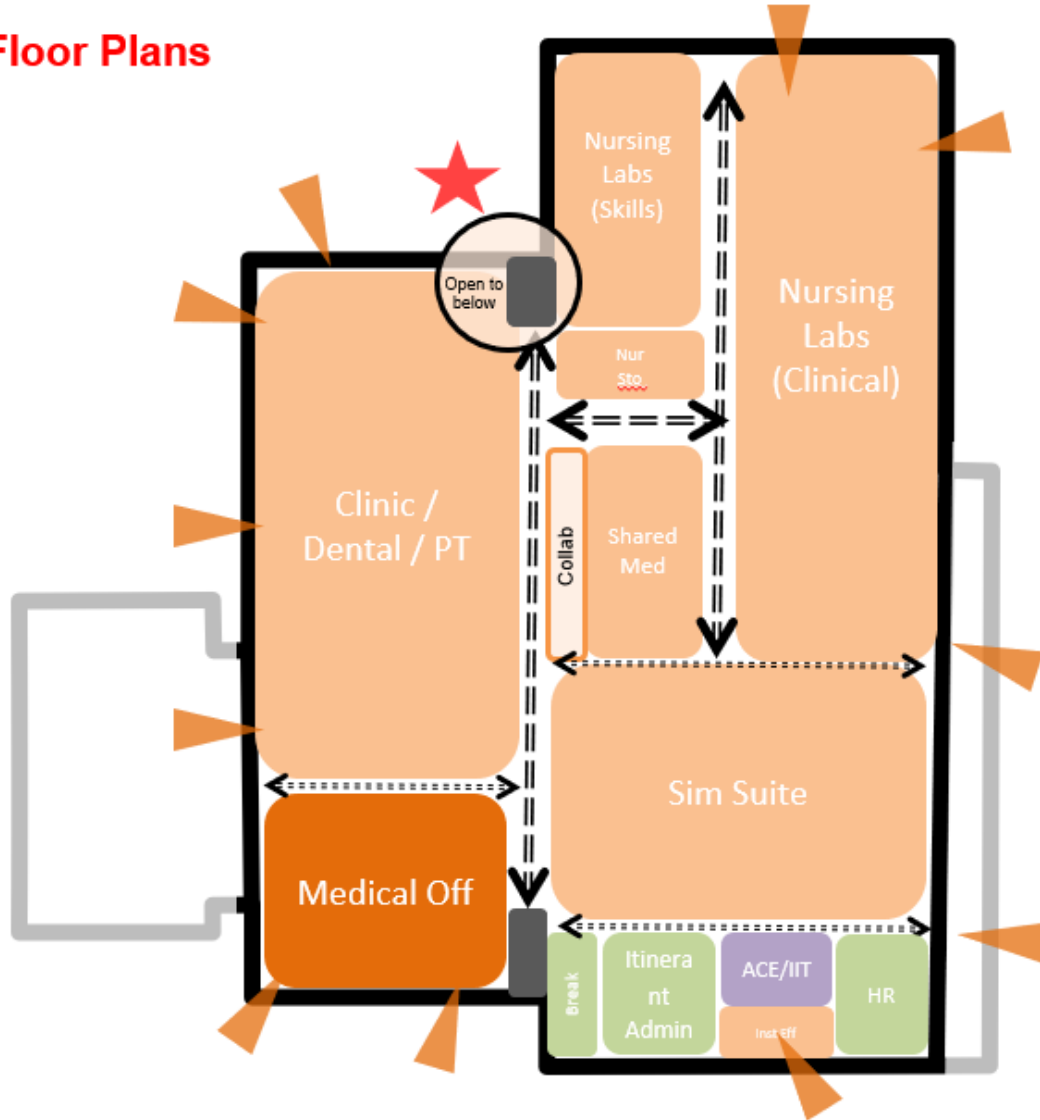 Floor Plans
Nursing
Labs
(Skills)
Nursing
Labs
(Clinical)
Open to
below
Nur
Sto
Clinic /
Dental / PT
Collab
Shared
Med
Sim Suite
Medical Off
Break
Itinera
nt
Admin
ACE/IIT
Inst Eff
HR